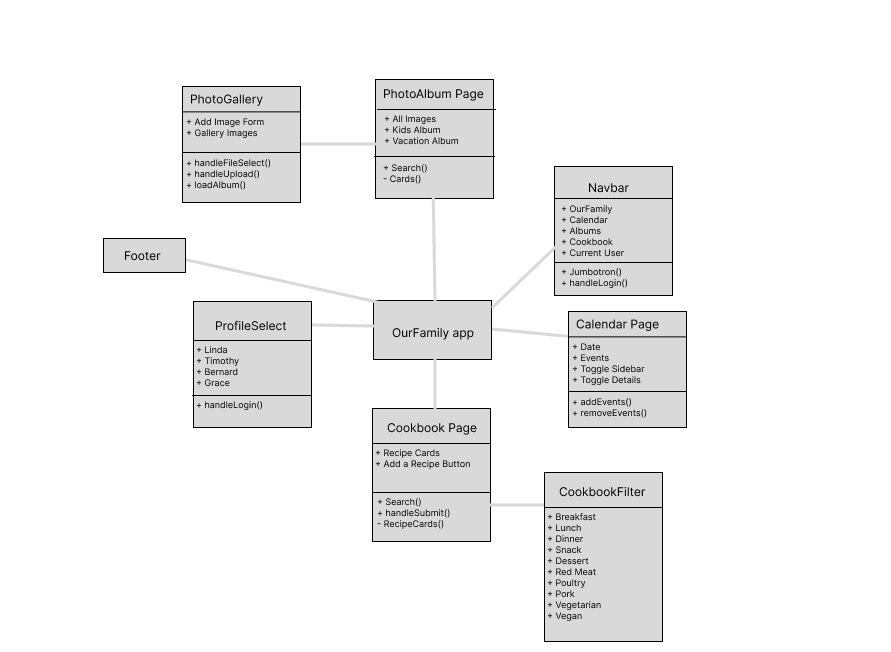 PhotoGallery
+ Add Image Form
+ Gallery Images
+ handleFileSelect()
+ handleUpload()
+ loadAlbum()
PhotoAlbum Page
+ All Images
+ Kids Album
+ Vacation Album
+ Search()
- Cards()
Navbar
+ OurFamily
+ Calendar
+ Albums
+ Cookbook
+ Current User
+ Jumbotron()
+ handleLogin()
Footer
ProfileSelect
+ Linda
+ Timothy
+ Bernard
+ Grace
+ handleLogin()
OurFamily app
Calendar Page
+ Date
+ Events
+ Toggle Sidebar
+ Toggle Details
+ addEvents()
+ removeEvents()
Cookbook Page
+ Recipe Cards
+ Add a Recipe Button
+ Search()
+ handleSubmit()
- RecipeCards()
CookbookFilter
+ Breakfast
+ Lunch
+ Dinner
+ Snack
+ Dessert
+ Red Meat
+ Poultry
+ Pork
+ Vegetarian
+ Vegan